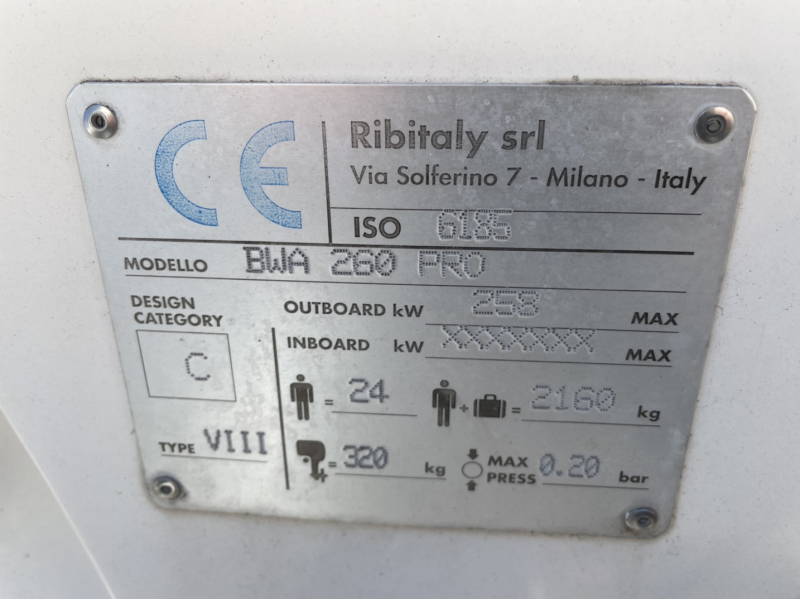 CE
Ribitaly srl
Via Solferino 7 - Milano - Italy
ISO 6185
MODELLO BWA 280 PRO
DESIGN CATEGORY
C
TYPE VIII
OUTBOARD kW 258 MAX
INBOARD kW XXXXXXX MAX
= 24
+ = 2160 kg
= 320 kg
MAX PRESS 0.20 bar